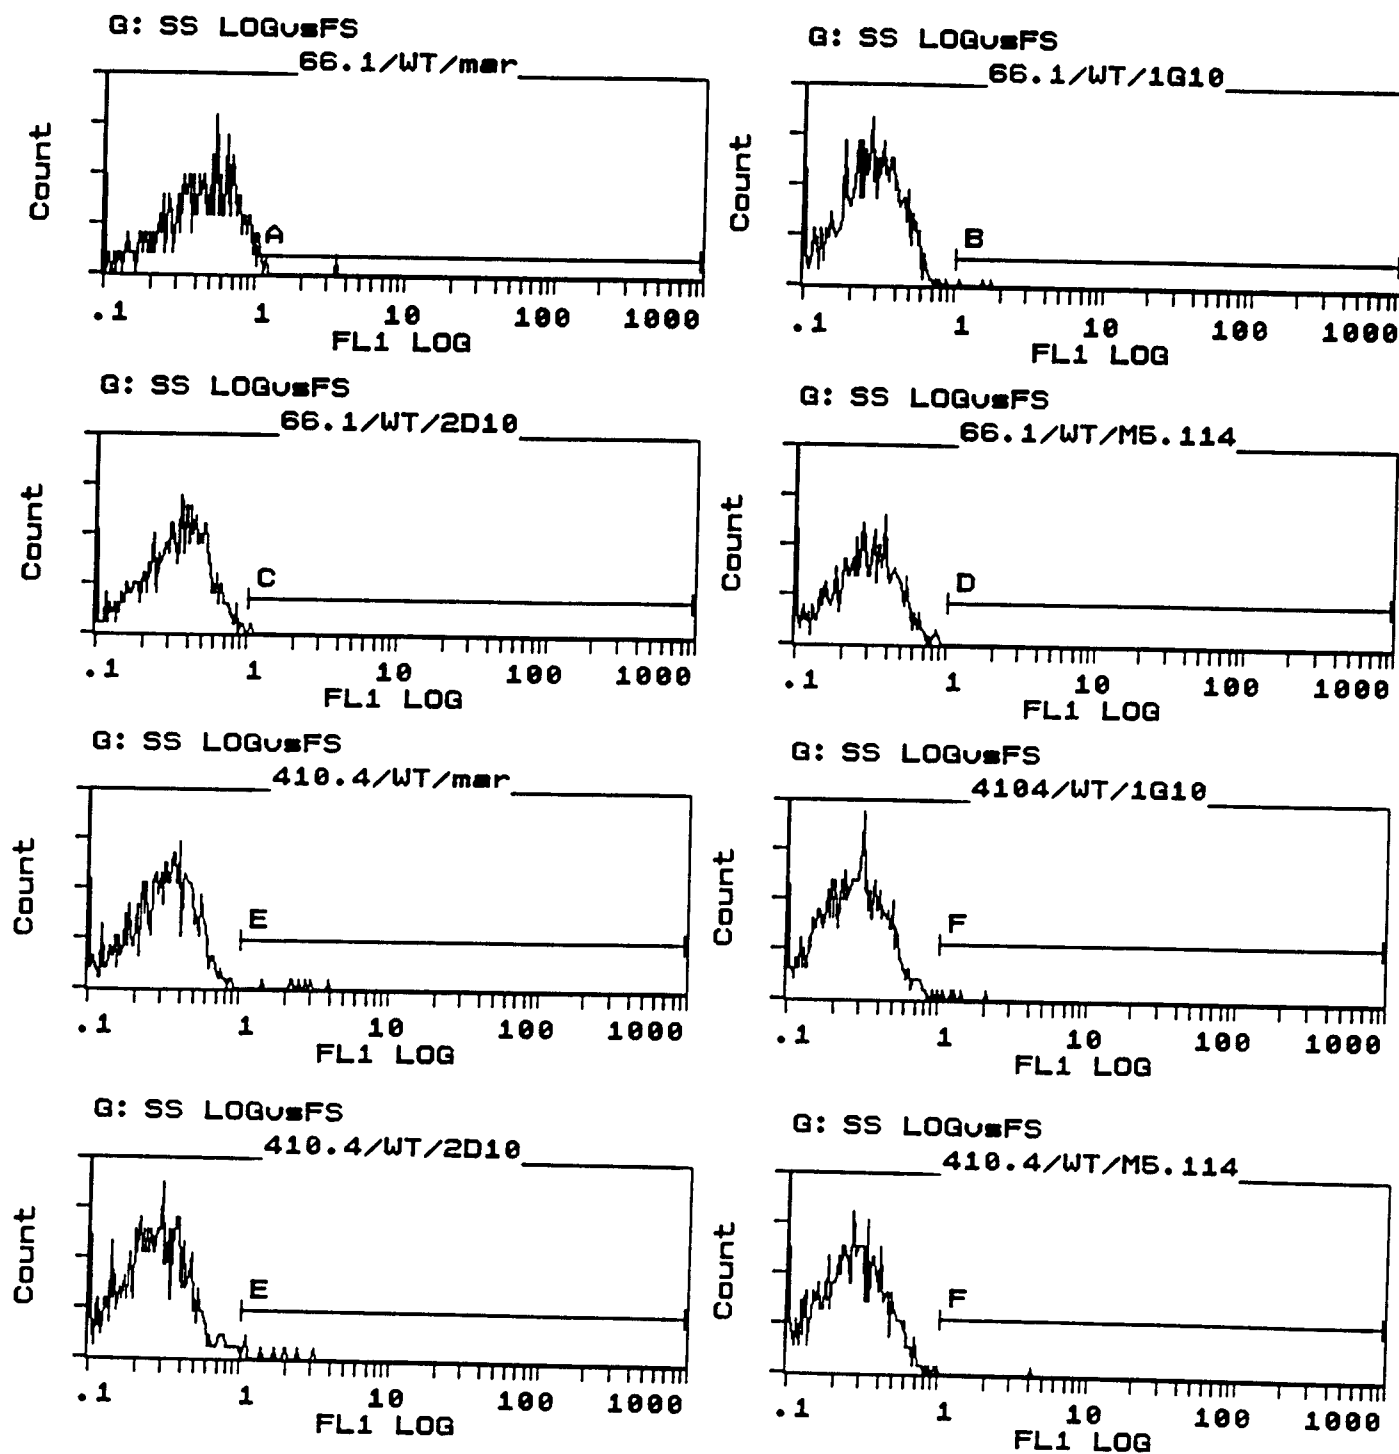 G: SS LOGvsFS
66.1/WT/mar
Count
A
.1 1 10 100 1000
FL1 LOG
G: SS LOGvsFS
66.1/WT/1G10
Count
B
.1 1 10 100 1000
FL1 LOG
G: SS LOGvsFS
66.1/WT/2D10
Count
C
.1 1 10 100 1000
FL1 LOG
G: SS LOGvsFS
66.1/WT/M5.114
Count
D
.1 1 10 100 1000
FL1 LOG
G: SS LOGvsFS
410.4/WT/mar
Count
E
.1 1 10 100 1000
FL1 LOG
G: SS LOGvsFS
4104/WT/1G10
Count
F
.1 1 10 100 1000
FL1 LOG
G: SS LOGvsFS
410.4/WT/2D10
Count
E
.1 1 10 100 1000
FL1 LOG
G: SS LOGvsFS
410.4/WT/M5.114
Count
F
.1 1 10 100 1000
FL1 LOG